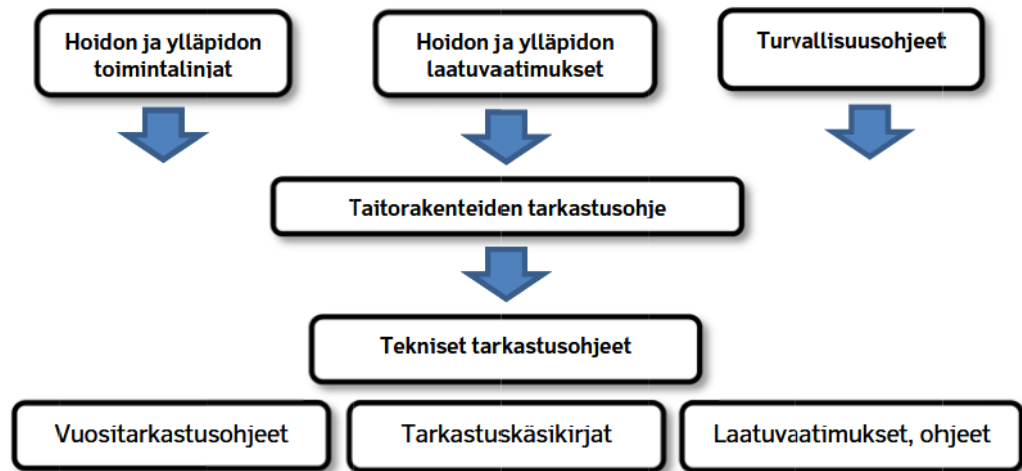 Hoidon ja ylläpidon
toimintalinjat
Hoidon ja ylläpidon
laatuvaatimukset
Turvallisuusohjeet
Taitorakenteiden tarkastusohje
Tekniset tarkastusohjeet
Vuositarkastusohjeet
Tarkastuskäsikirjat
Laatuvaatimukset, ohjeet